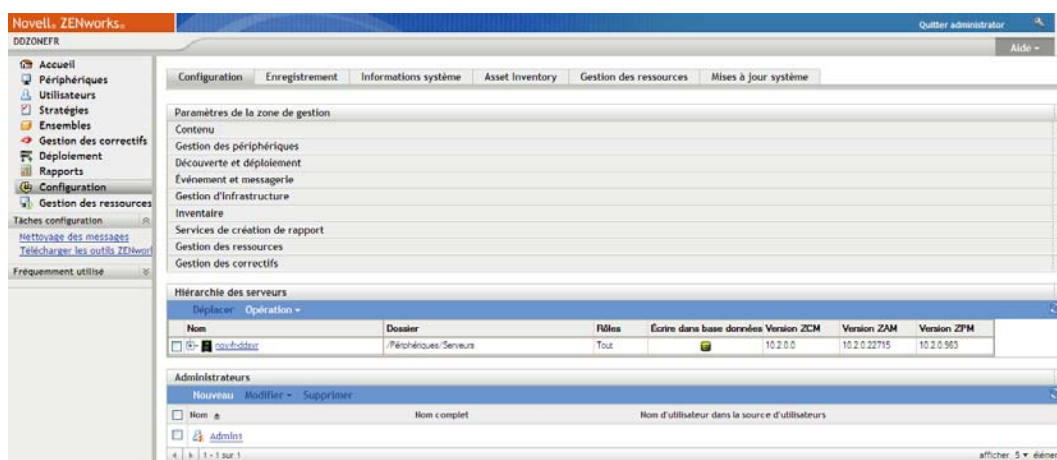 Novell® ZENworks®
Quitter administrator
DDZONEFR
Aide
Accueil
Périphériques
Utilisateurs
Stratégies
Ensembles
Gestion des correctifs
Déploiement
Rapports
Configuration
Gestion des ressources
Tâches configuration
Nettoyage des messages
Télécharger les outils ZENworl
Fréquemment utilisé
Configuration Enregistrement Informations système Asset Inventory Gestion des ressources Mises à jour système
Paramètres de la zone de gestion
Contenu
Gestion des périphériques
Découverte et déploiement
Événement et messagerie
Gestion d'infrastructure
Inventaire
Services de création de rapport
Gestion des ressources
Gestion des correctifs
Hiérarchie des serveurs
Déplacer Opération
Nom Dossier Rôles Écrire dans base données Version ZCM Version ZAM Version ZPM
/Périphériques/Serveurs Tout 10.2.0.0 10.2.0.22715 10.2.0.563
Administrateurs
Nouveau Modifier Supprimer
Nom Nom complet Nom d'utilisateur dans la source d'utilisateurs
Admin1
1 - 1 sur 1 afficher 5 élémen